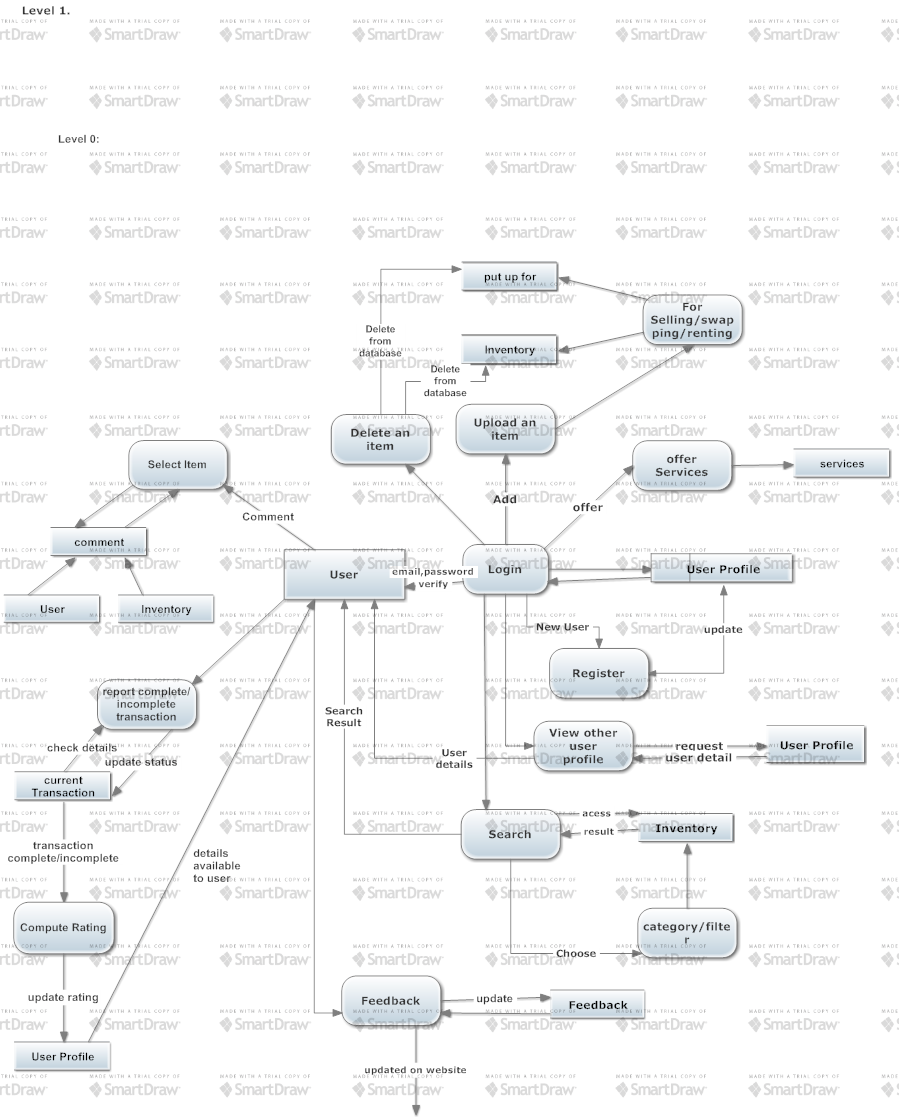 Level 1.
MADE WITH A TRIAL COPY OF
SmartDraw
Level 0:
put up for
For
Selling/swap
ping/renting
Delete
from
database
Inventory
Delete
from
database
Delete an
item
Upload an
item
Select Item
offer
Services
services
Add
offer
Comment
comment
User
email,password
verify
Login
User Profile
User
Inventory
New User
update
Register
report complete/
incomplete
transaction
Search
Result
check details
update status
User
details
View other
user
profile
request
user detail
User Profile
current
Transaction
acess
result
Search
Inventory
transaction
complete/incomplete
details
available
to user
Compute Rating
category/filte
r
Choose
update rating
Feedback
update
Feedback
User Profile
updated on website